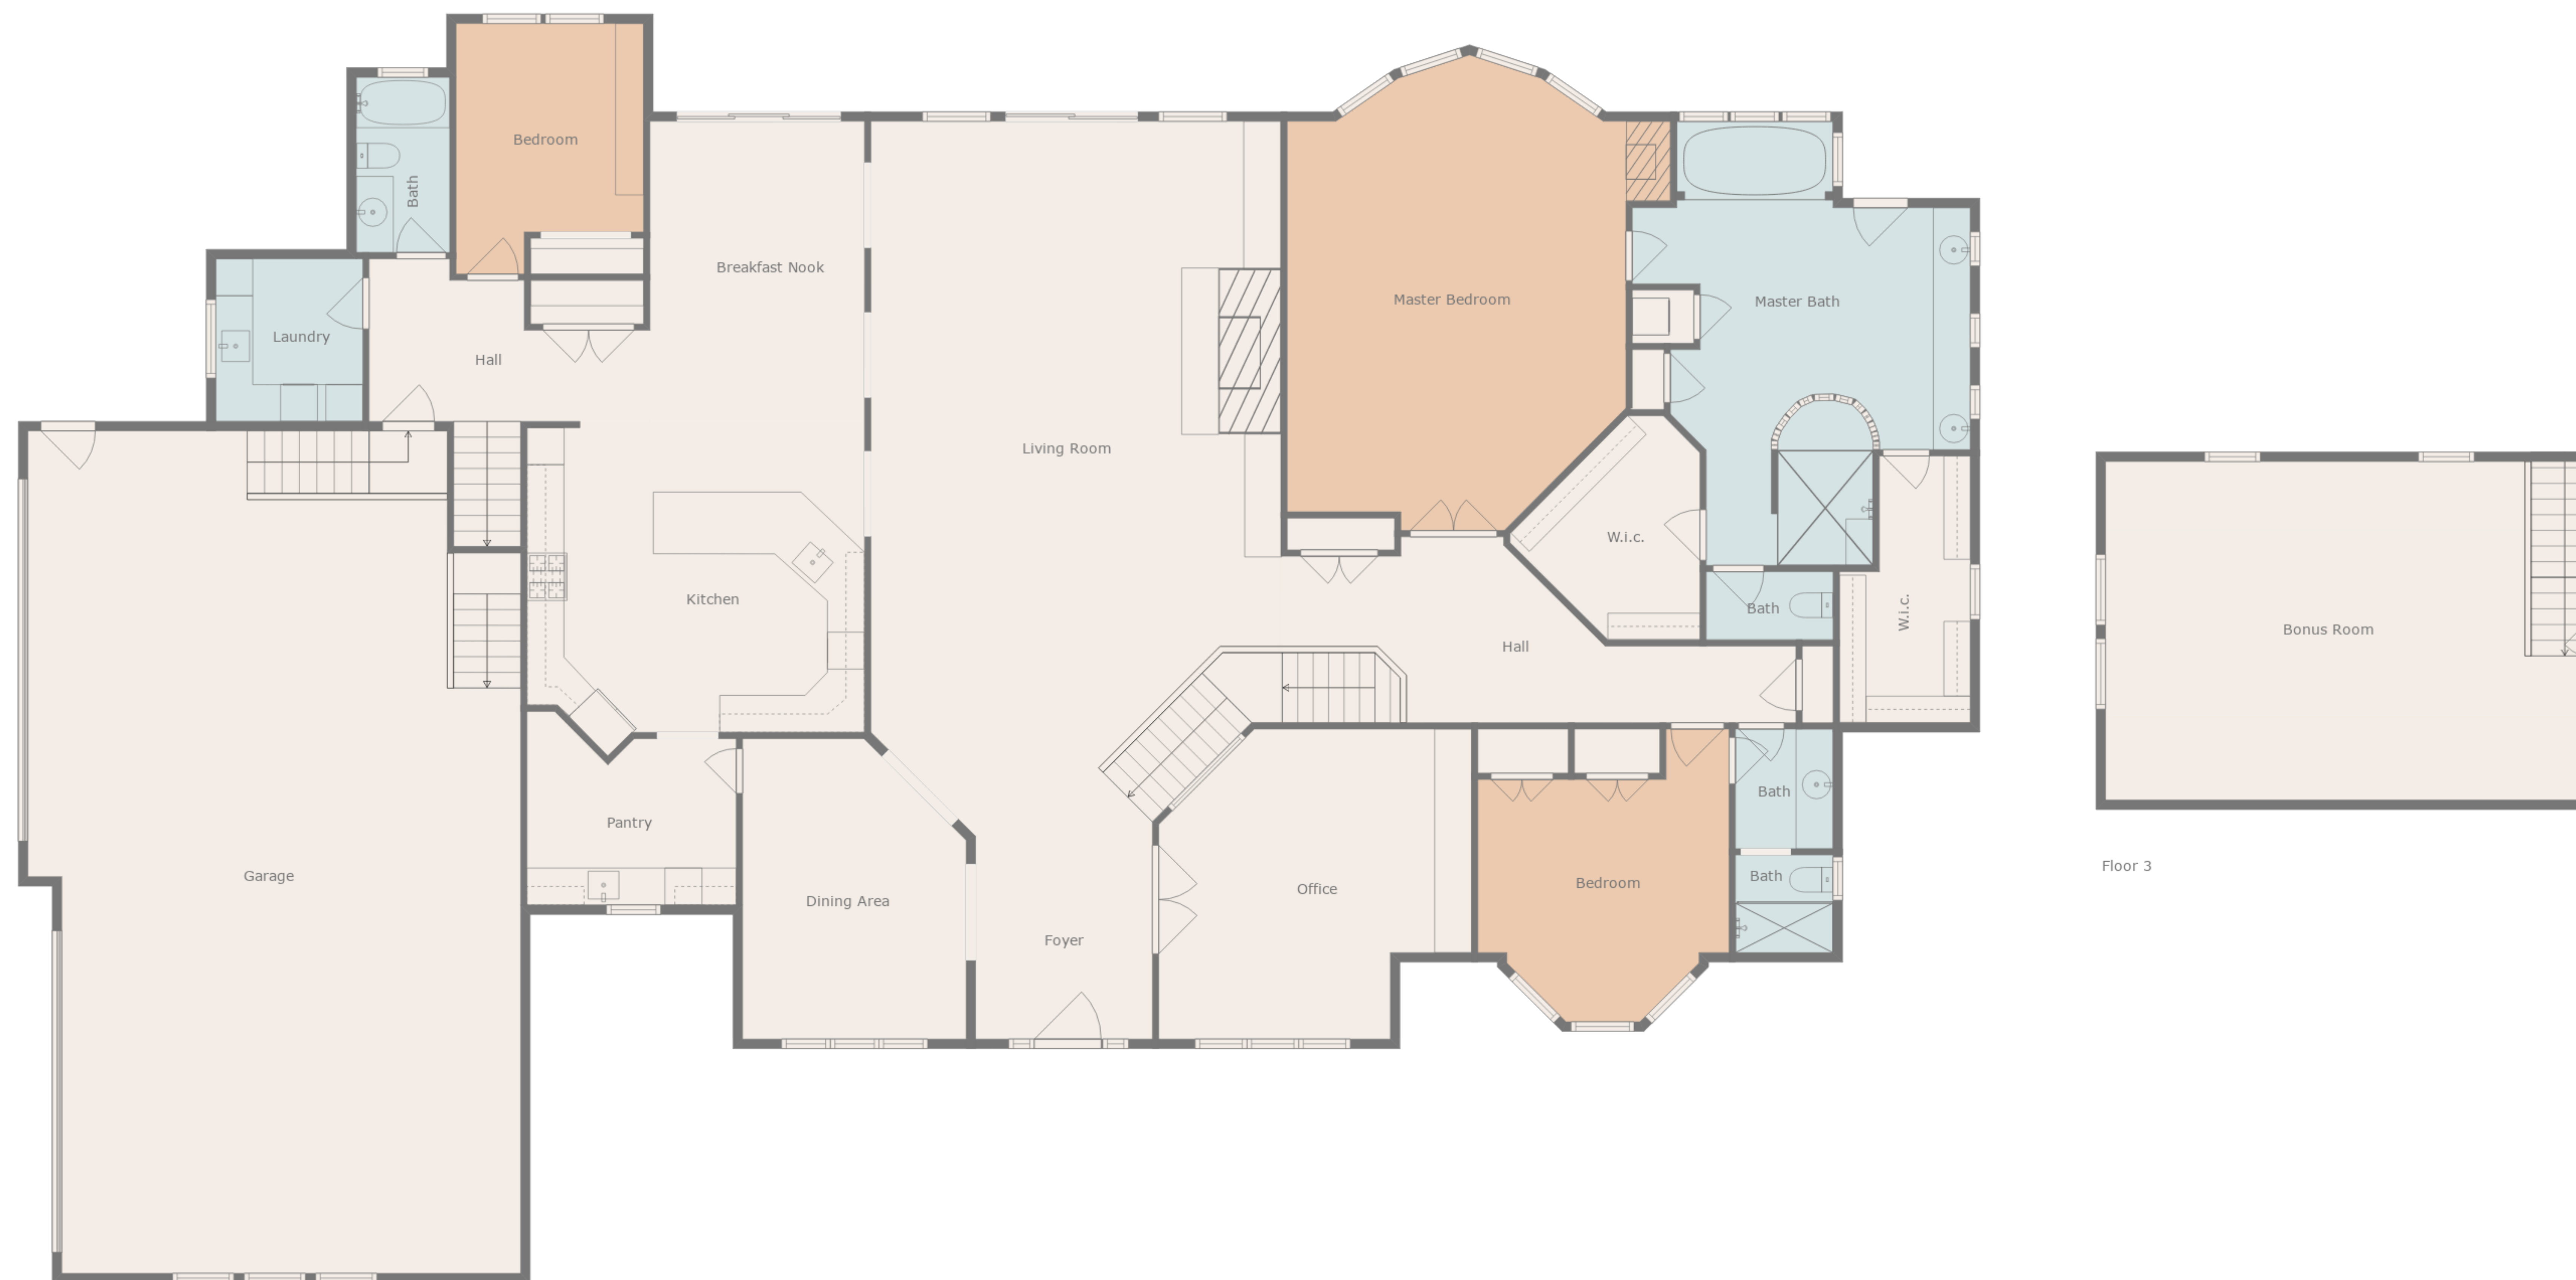 Bedroom
Bath
Breakfast Nook
Master Bedroom
Master Bath
Laundry
Hall
Living Room
W.i.c.
Kitchen
Bath
W.i.c.
Bonus Room
Hall
Pantry
Bath
Garage
Dining Area
Office
Bedroom
Bath
Floor 3
Foyer